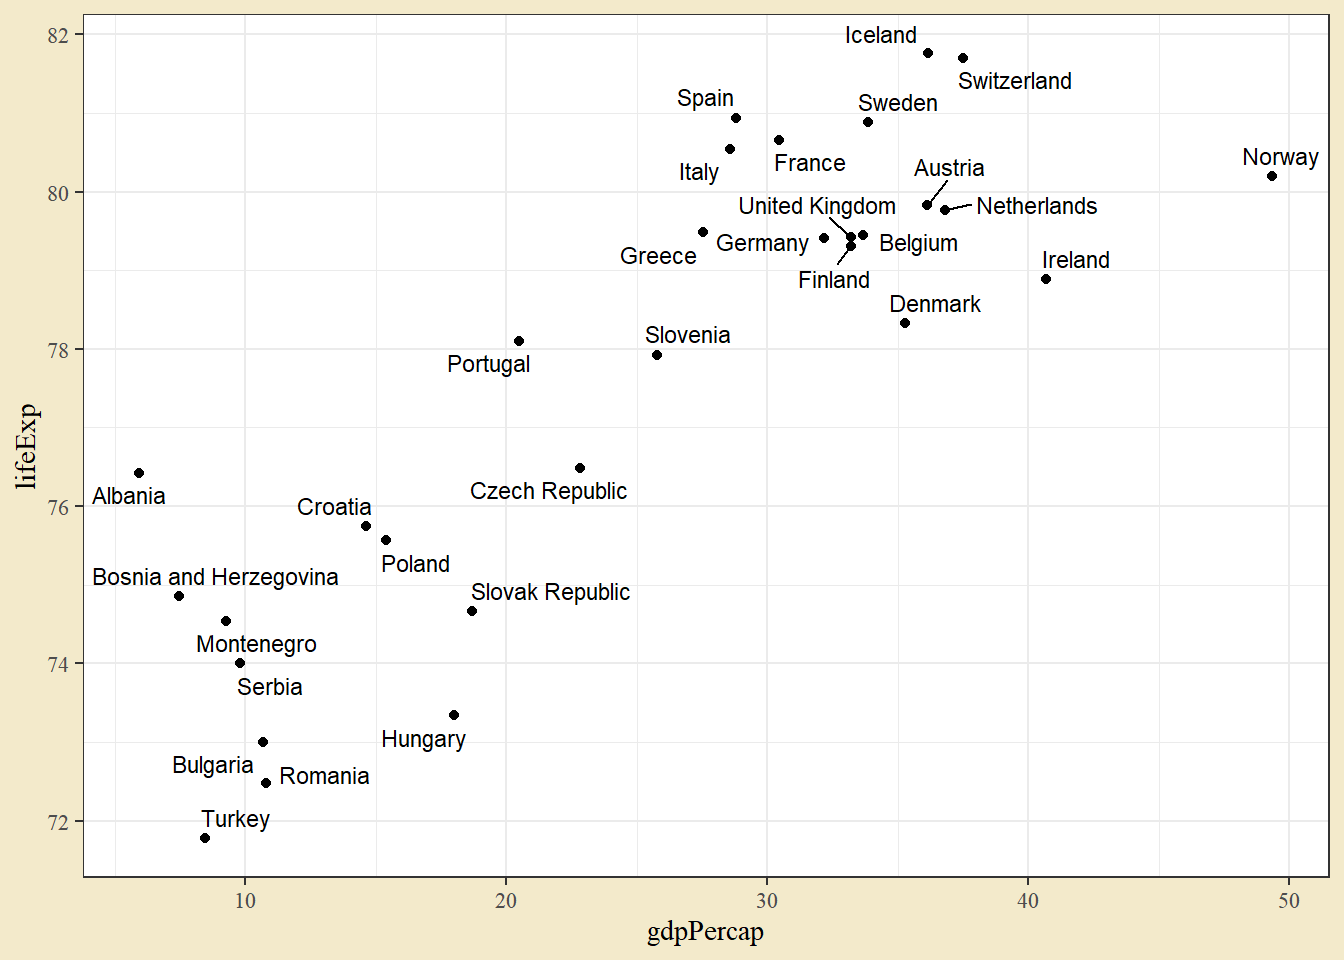 82
Iceland
Switzerland
Spain
Sweden
Norway
Italy
France
Austria
80
United Kingdom
Netherlands
Greece
Germany
Belgium
Ireland
Finland
Denmark
Slovenia
78
Portugal
lifeExp
Albania
Czech Republic
76
Croatia
Poland
Bosnia and Herzegovina
Slovak Republic
Montenegro
74
Serbia
Hungary
Bulgaria
Romania
Turkey
72
10
20
30
40
50
gdpPercap